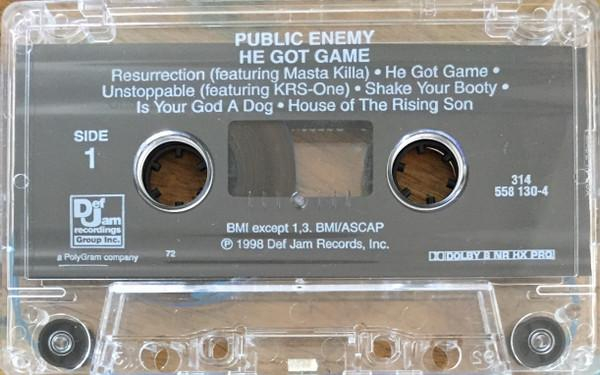 PUBLIC ENEMY
HE GOT GAME
Resurrection (featuring Masta Killa) • He Got Game •
Unstoppable (featuring KRS-One) • Shake Your Booty •
Is Your God A Dog • House of The Rising Son
SIDE
1
314
558 130-4
Def
Jam
recordings
Group Inc.
a PolyGram company
72
BMI except 1,3. BMI/ASCAP
℗ 1998 Def Jam Records, Inc.
DOLBY B NR HX PRO